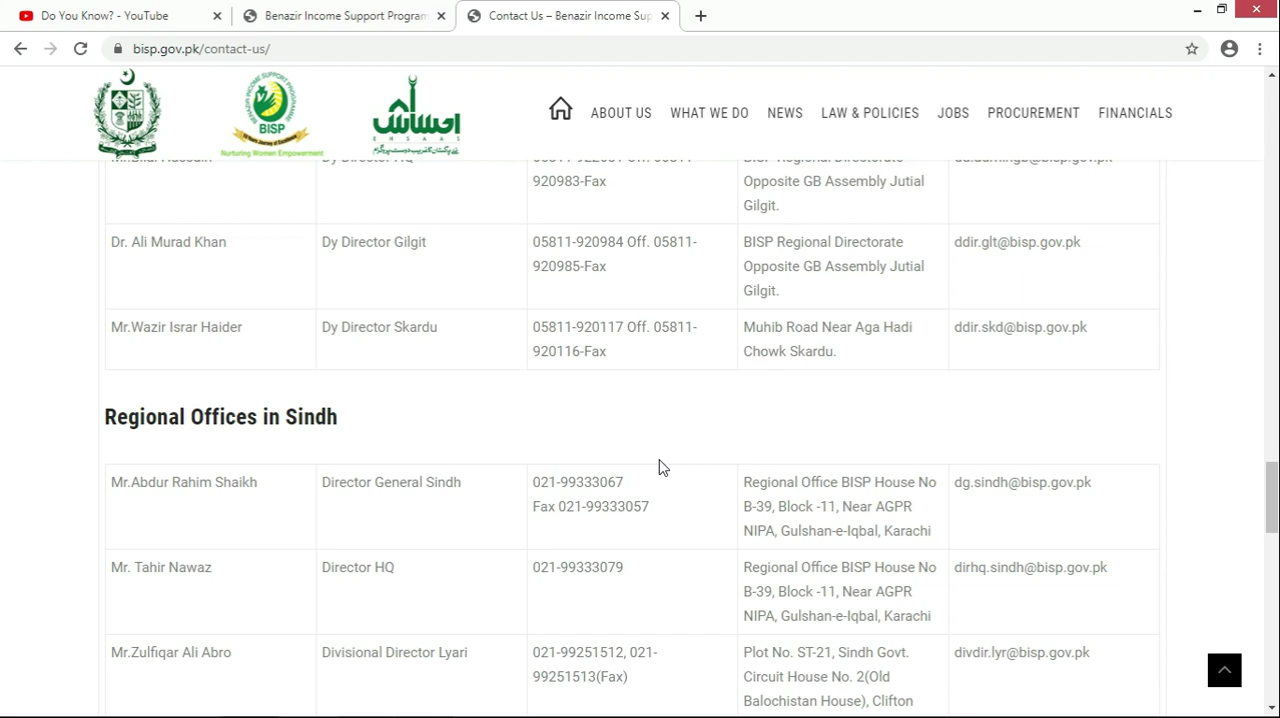 Do You Know? - YouTube
Benazir Income Support Program
Contact Us – Benazir Income Sup
bisp.gov.pk/contact-us/
BISP
Nurturing Women Empowerment
احساس
EHSAAS
ABOUT US
WHAT WE DO
NEWS
LAW & POLICIES
JOBS
PROCUREMENT
FINANCIALS
920983-Fax
Opposite GB Assembly Jutial
Gilgit.
Dr. Ali Murad Khan
Dy Director Gilgit
05811-920984 Off. 05811-
920985-Fax
BISP Regional Directorate
Opposite GB Assembly Jutial
Gilgit.
ddir.glt@bisp.gov.pk
Mr.Wazir Israr Haider
Dy Director Skardu
05811-920117 Off. 05811-
920116-Fax
Muhib Road Near Aga Hadi
Chowk Skardu.
ddir.skd@bisp.gov.pk
Regional Offices in Sindh
Mr.Abdur Rahim Shaikh
Director General Sindh
021-99333067
Fax 021-99333057
Regional Office BISP House No
B-39, Block -11, Near AGPR
NIPA, Gulshan-e-Iqbal, Karachi
dg.sindh@bisp.gov.pk
Mr. Tahir Nawaz
Director HQ
021-99333079
Regional Office BISP House No
B-39, Block -11, Near AGPR
NIPA, Gulshan-e-Iqbal, Karachi
dirhq.sindh@bisp.gov.pk
Mr.Zulfiqar Ali Abro
Divisional Director Lyari
021-99251512, 021-
99251513(Fax)
Plot No. ST-21, Sindh Govt.
Circuit House No. 2(Old
Balochistan House), Clifton
divdir.lyr@bisp.gov.pk